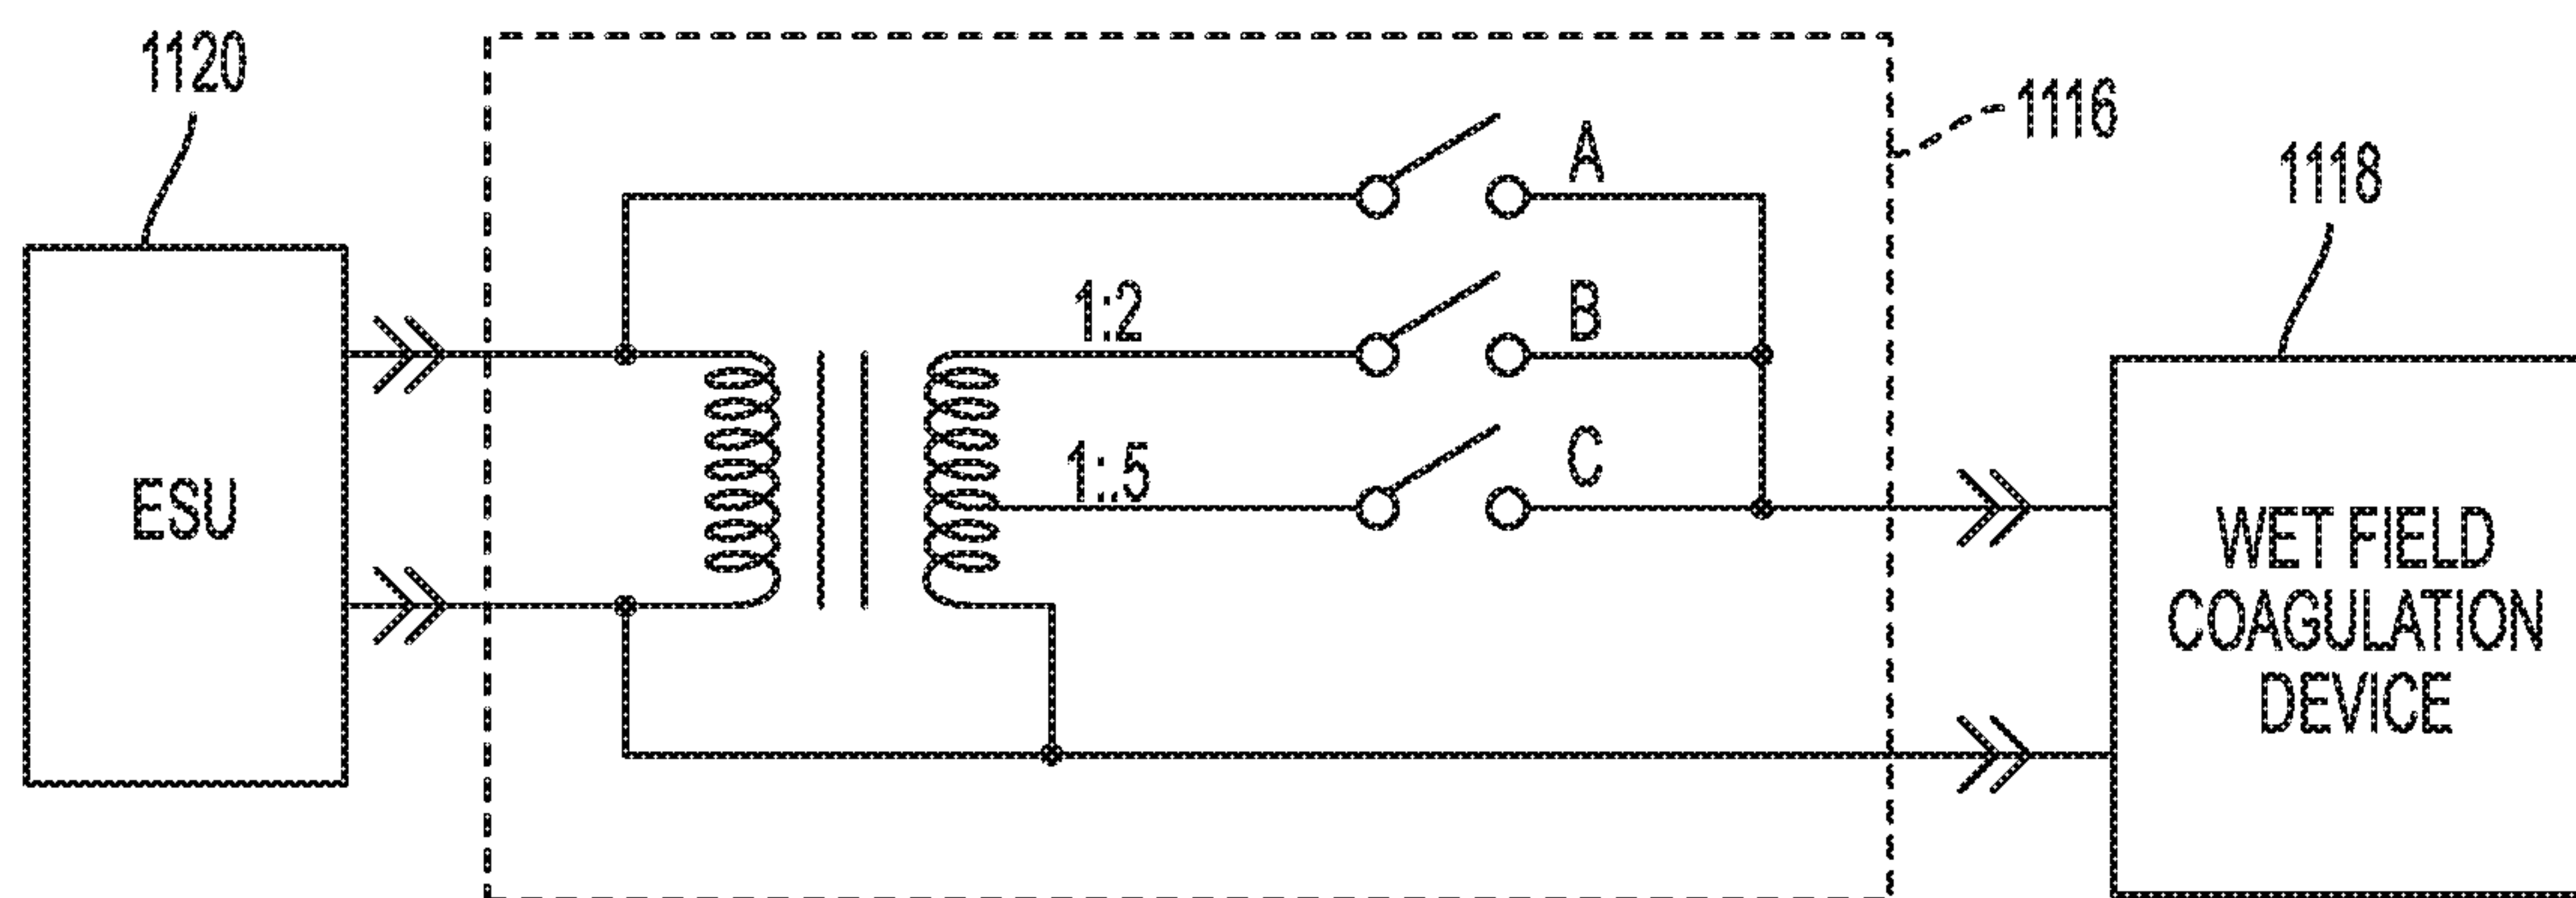 1120
1116
1118
A
1:2
B
1:.5
C
ESU
WET FIELD
COAGULATION
DEVICE